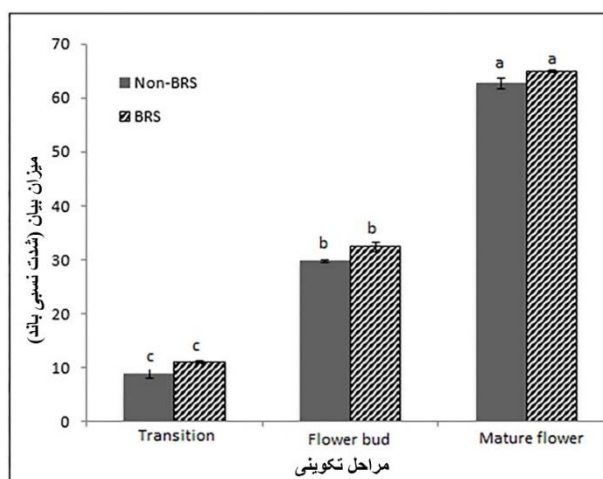 70
60
50
40
30
20
10
0
میزان بیان (شدت نسبی باند)
Non-BRS
BRS
c
c
b
b
a
a
Transition
Flower bud
Mature flower
مراحل تکوینی